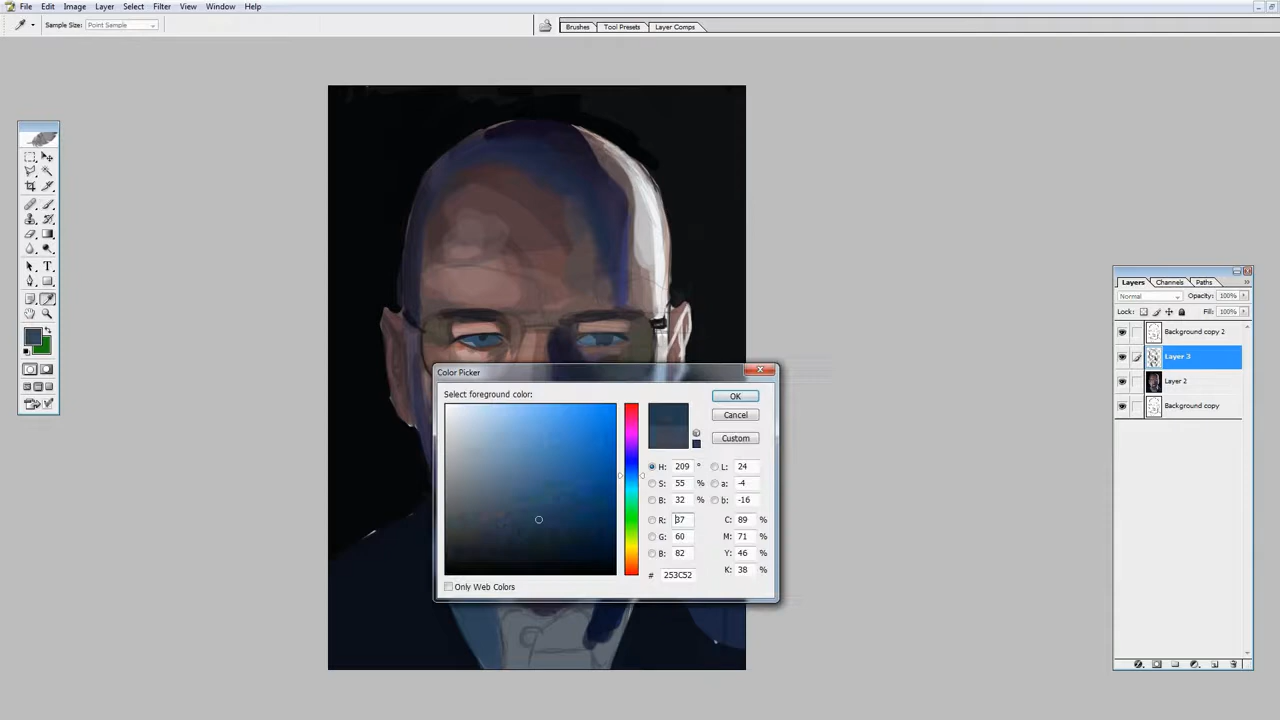 File Edit Image Layer Select Filter View Window Help
Sample Size: Point Sample
Brushes Tool Presets Layer Comps
Layers Channels Paths
Normal Opacity: 100%
Lock: Fill: 100%
Background copy 2
Layer 3
Layer 2
Background copy
Color Picker
Select foreground color:
OK
Cancel
Custom
H: 209 ° L: 24
S: 55 % a: -4
B: 32 % b: -16
R: 37 C: 89 %
G: 60 M: 71 %
B: 82 Y: 46 %
# 253C52 K: 38 %
Only Web Colors